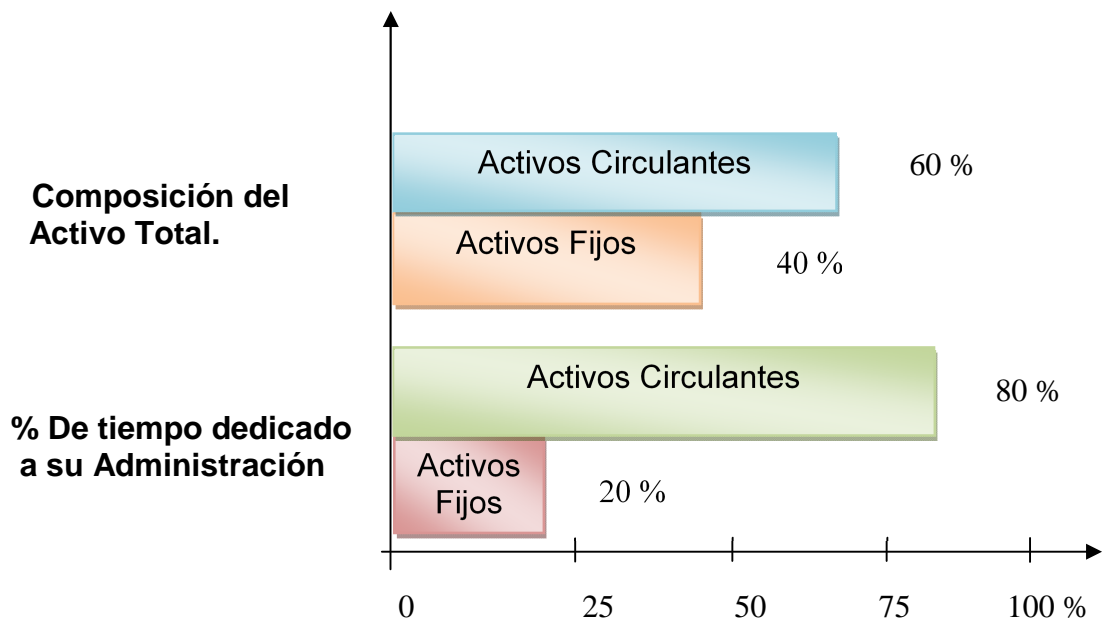 Activos Circulantes
60 %
Composición del
Activo Total.
Activos Fijos
40 %
Activos Circulantes
80 %
% De tiempo dedicado
a su Administración
Activos
Fijos
20 %
0 25 50 75 100 %